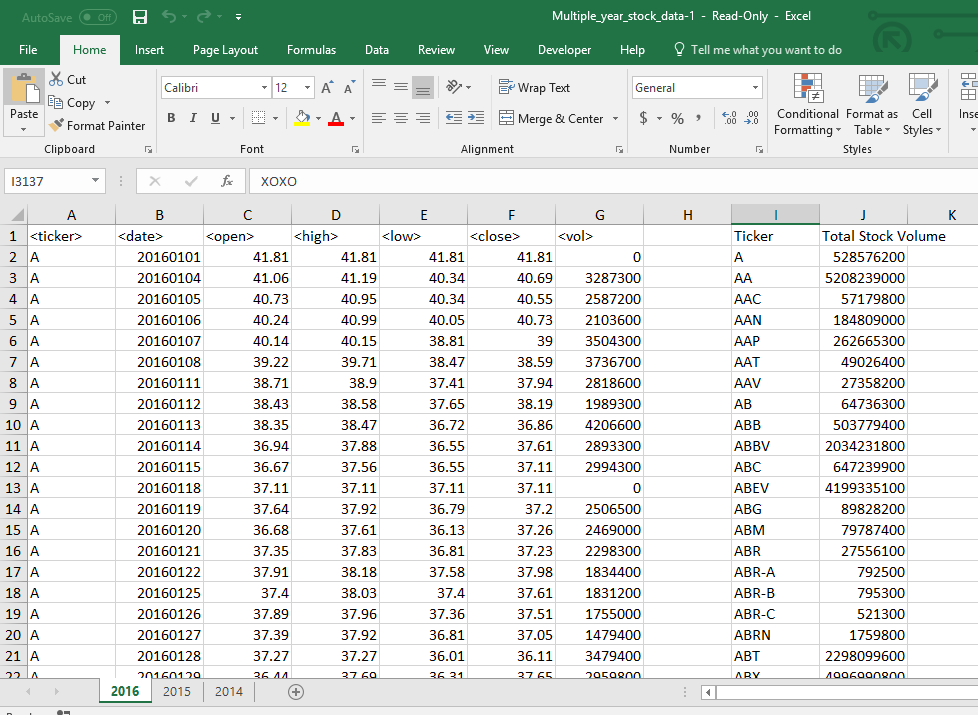 AutoSave Off Multiple_year_stock_data-1 - Read-Only - Excel
File Home Insert Page Layout Formulas Data Review View Developer Help Tell me what you want to do
Paste
Cut
Copy
Format Painter
Clipboard
Calibri 12
B I U A
Font
Wrap Text
Merge & Center
Alignment
General
$ % ,
Number
Conditional Formatting
Format as Table
Cell Styles
Styles
Inse
I3137 fx XOXO
A B C D E F G H I J K
1 <ticker> <date> <open> <high> <low> <close> <vol> Ticker Total Stock Volume
2 A 20160101 41.81 41.81 41.81 41.81 0 A 528576200
3 A 20160104 41.06 41.19 40.34 40.69 3287300 AA 5208239000
4 A 20160105 40.73 40.95 40.34 40.55 2587200 AAC 57179800
5 A 20160106 40.24 40.99 40.05 40.73 2103600 AAN 184809000
6 A 20160107 40.14 40.15 38.81 39 3504300 AAP 262665300
7 A 20160108 39.22 39.71 38.47 38.59 3736700 AAT 49026400
8 A 20160111 38.71 38.9 37.41 37.94 2818600 AAV 27358200
9 A 20160112 38.43 38.58 37.65 38.19 1989300 AB 64736300
10 A 20160113 38.35 38.47 36.72 36.86 4206600 ABB 503779400
11 A 20160114 36.94 37.88 36.55 37.61 2893300 ABBV 2034231800
12 A 20160115 36.67 37.56 36.55 37.11 2994300 ABC 647239900
13 A 20160118 37.11 37.11 37.11 37.11 0 ABEV 4199335100
14 A 20160119 37.64 37.92 36.79 37.2 2506500 ABG 89828200
15 A 20160120 36.68 37.61 36.13 37.26 2469000 ABM 79787400
16 A 20160121 37.35 37.83 36.81 37.23 2298300 ABR 27556100
17 A 20160122 37.91 38.18 37.58 37.98 1834400 ABR-A 792500
18 A 20160125 37.4 38.03 37.4 37.61 1831200 ABR-B 795300
19 A 20160126 37.89 37.96 37.36 37.51 1755000 ABR-C 521300
20 A 20160127 37.39 37.92 36.81 37.05 1479400 ABRN 1759800
21 A 20160128 37.27 37.27 36.01 36.11 3479400 ABT 2298099600
22 A 20160129 36.44 37.69 36.31 37.65 2959800 ABX 4996990800
2016 2015 2014